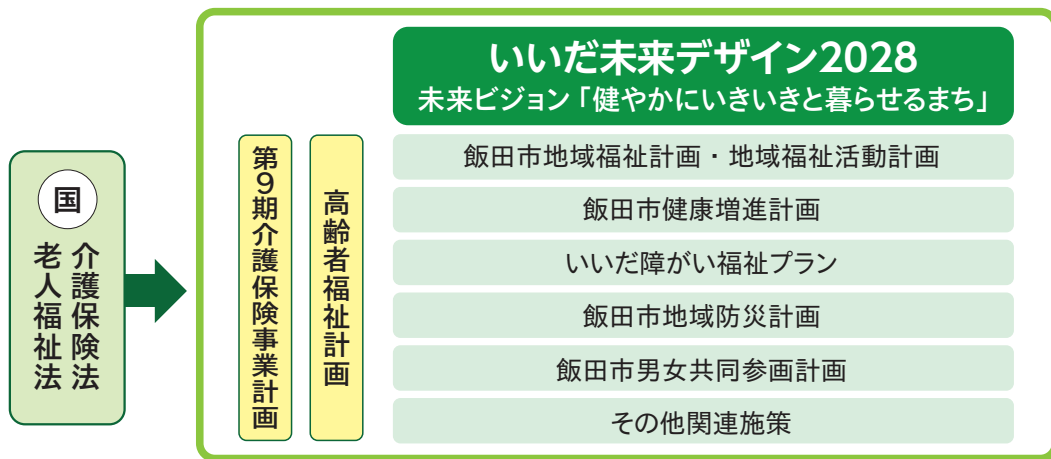 国
介護保険法
老人福祉法
高齢者福祉計画
第9期介護保険事業計画
いいだ未来デザイン2028
未来ビジョン「健やかにいきいきと暮らせるまち」
飯田市地域福祉計画・地域福祉活動計画
飯田市健康増進計画
いいだ障がい福祉プラン
飯田市地域防災計画
飯田市男女共同参画計画
その他関連施策